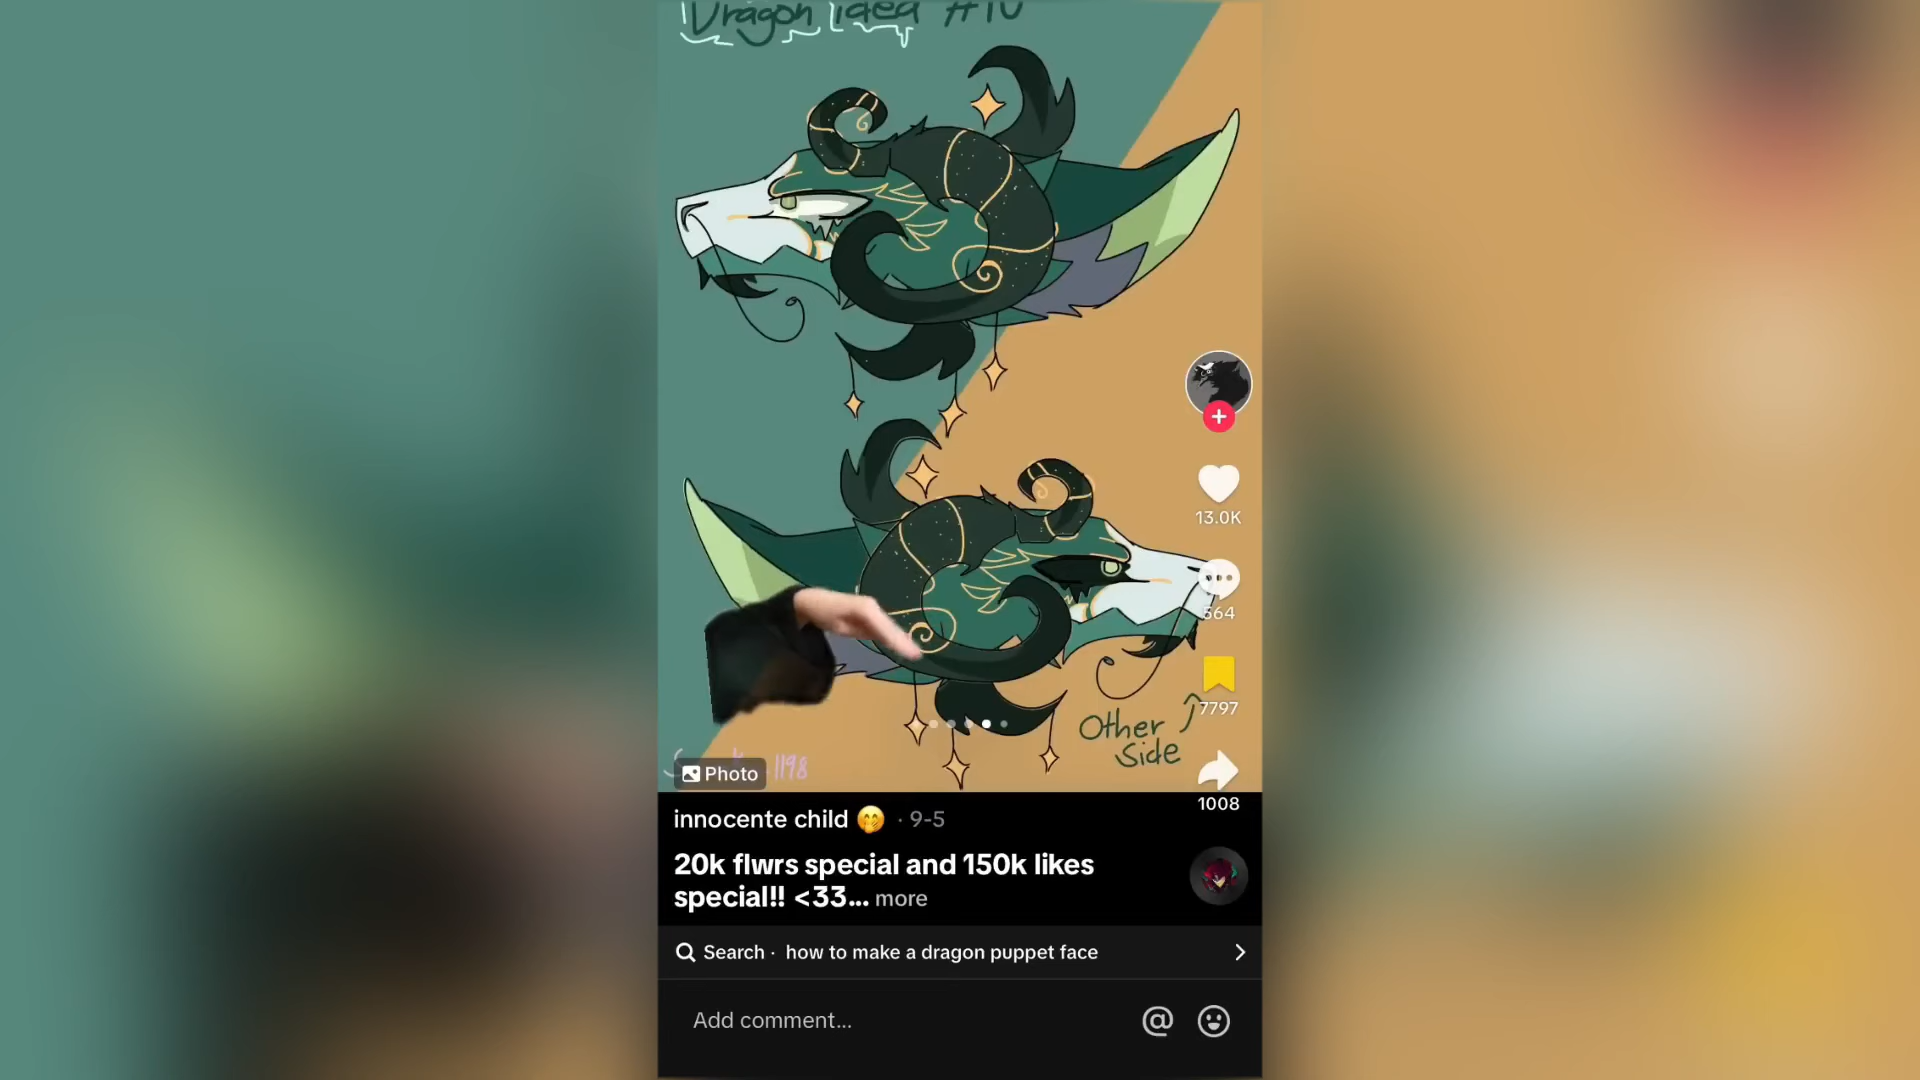 Dragon idea #10
13.0K
564
7797
Other
side
Photo
1198
1008
innocente child 🤭 · 9-5
20k flwrs special and 150k likes
special!! <33... more
Search · how to make a dragon puppet face
Add comment...